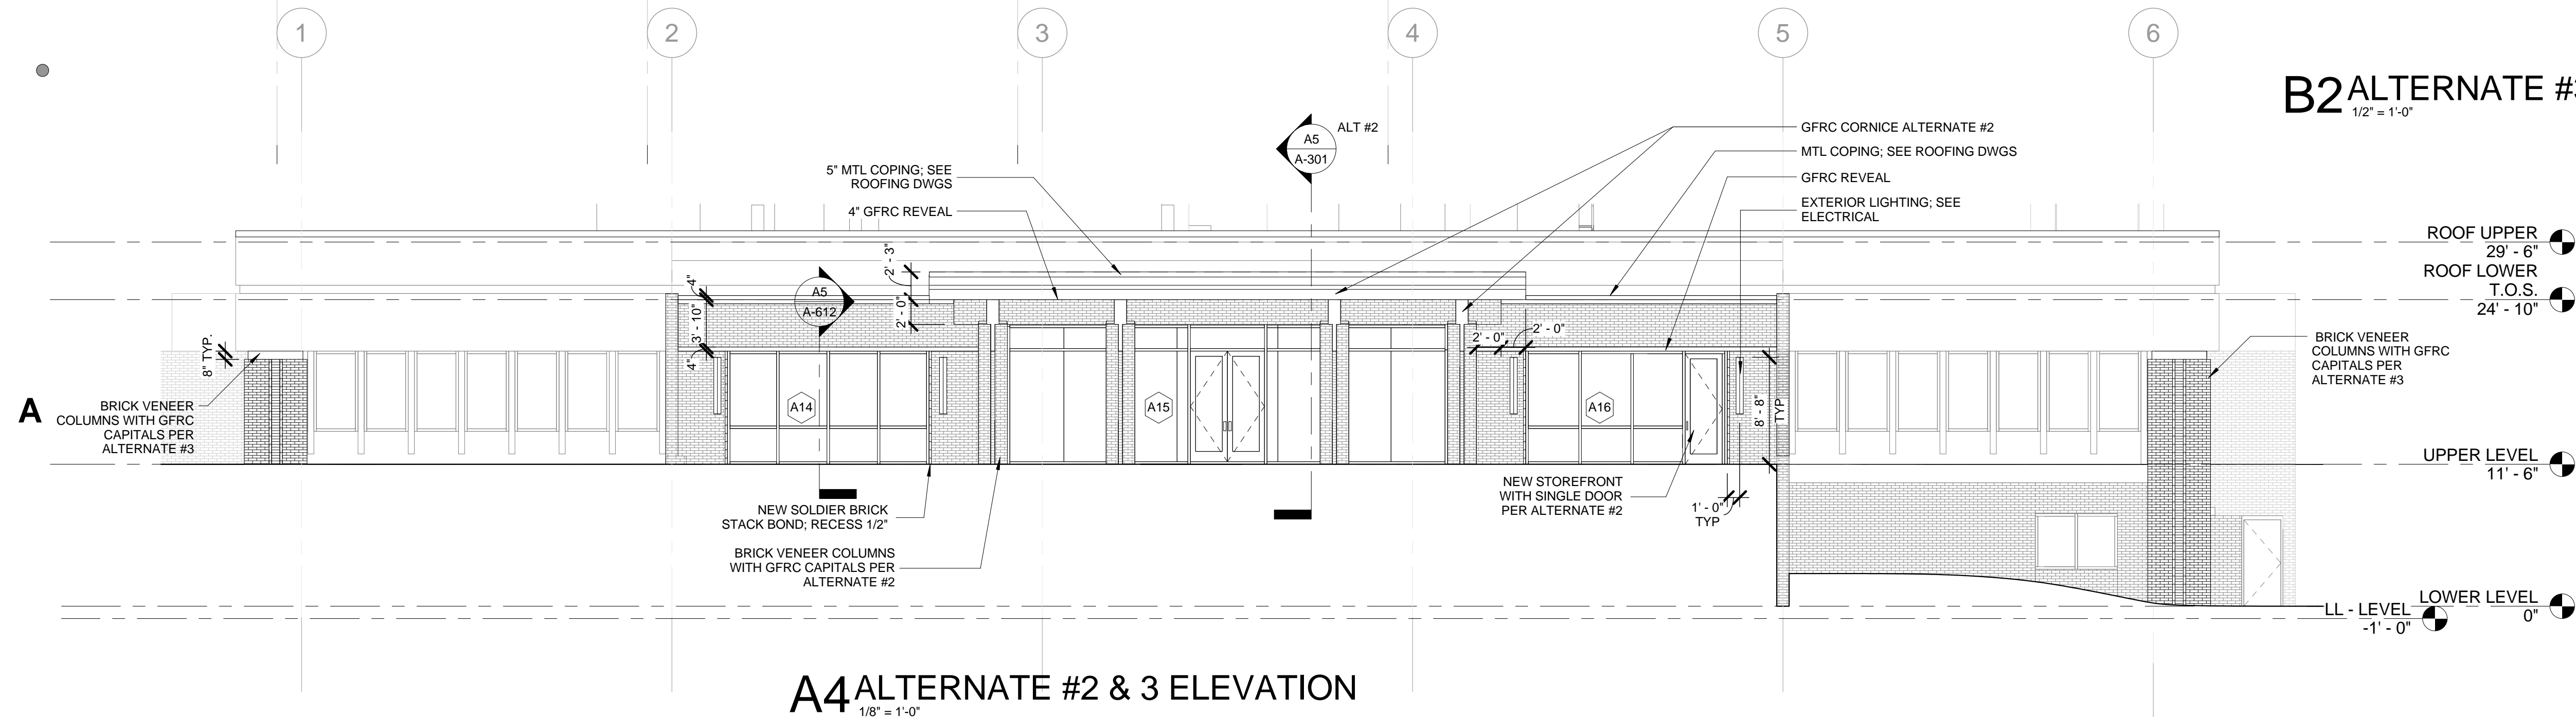 1
2
3
4
5
6
B2 ALTERNATE #3
1/2" = 1'-0"
A5
A-301
ALT #2
GFRC CORNICE ALTERNATE #2
MTL COPING; SEE ROOFING DWGS
GFRC REVEAL
EXTERIOR LIGHTING; SEE
ELECTRICAL
5" MTL COPING; SEE
ROOFING DWGS
4" GFRC REVEAL
ROOF UPPER
29' - 6"
ROOF LOWER
T.O.S.
24' - 10"
2' - 3"
2' - 0"
4"
3' - 10"
4"
A5
A-612
8" TYP.
2' - 0"
2' - 0"
BRICK VENEER
COLUMNS WITH GFRC
CAPITALS PER
ALTERNATE #3
A
BRICK VENEER
COLUMNS WITH GFRC
CAPITALS PER
ALTERNATE #3
A14
A15
A16
8' - 8"
TYP
UPPER LEVEL
11' - 6"
NEW SOLDIER BRICK
STACK BOND; RECESS 1/2"
NEW STOREFRONT
WITH SINGLE DOOR
PER ALTERNATE #2
1' - 0"
TYP
BRICK VENEER COLUMNS
WITH GFRC CAPITALS PER
ALTERNATE #2
LOWER LEVEL
0"
LL - LEVEL
-1' - 0"
A4 ALTERNATE #2 & 3 ELEVATION
1/8" = 1'-0"